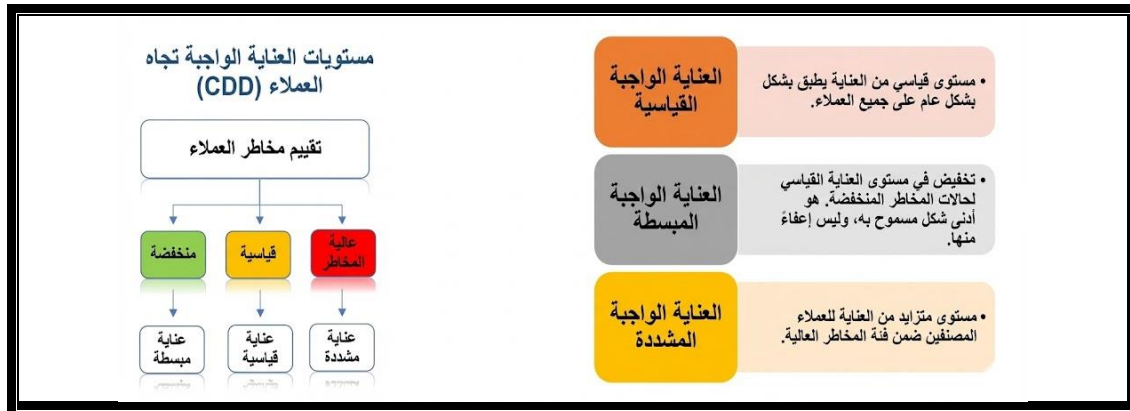 مستويات العناية الواجبة تجاه
العملاء (CDD)
تقييم مخاطر العملاء
عالية
المخاطر
قياسية
منخفضة
عناية
مشددة
عناية
قياسية
عناية
مبسطة
العناية الواجبة
القياسية
• مستوى قياسي من العناية يطبق بشكل
بشكل عام على جميع العملاء.
العناية الواجبة
المبسطة
• تخفيض في مستوى العناية القياسي
لحالات المخاطر المنخفضة. هو
أدنى شكل مسموح به، وليس إعفاءً
منها.
العناية الواجبة
المشددة
• مستوى متزايد من العناية للعملاء
المصنفين ضمن فئة المخاطر العالية.